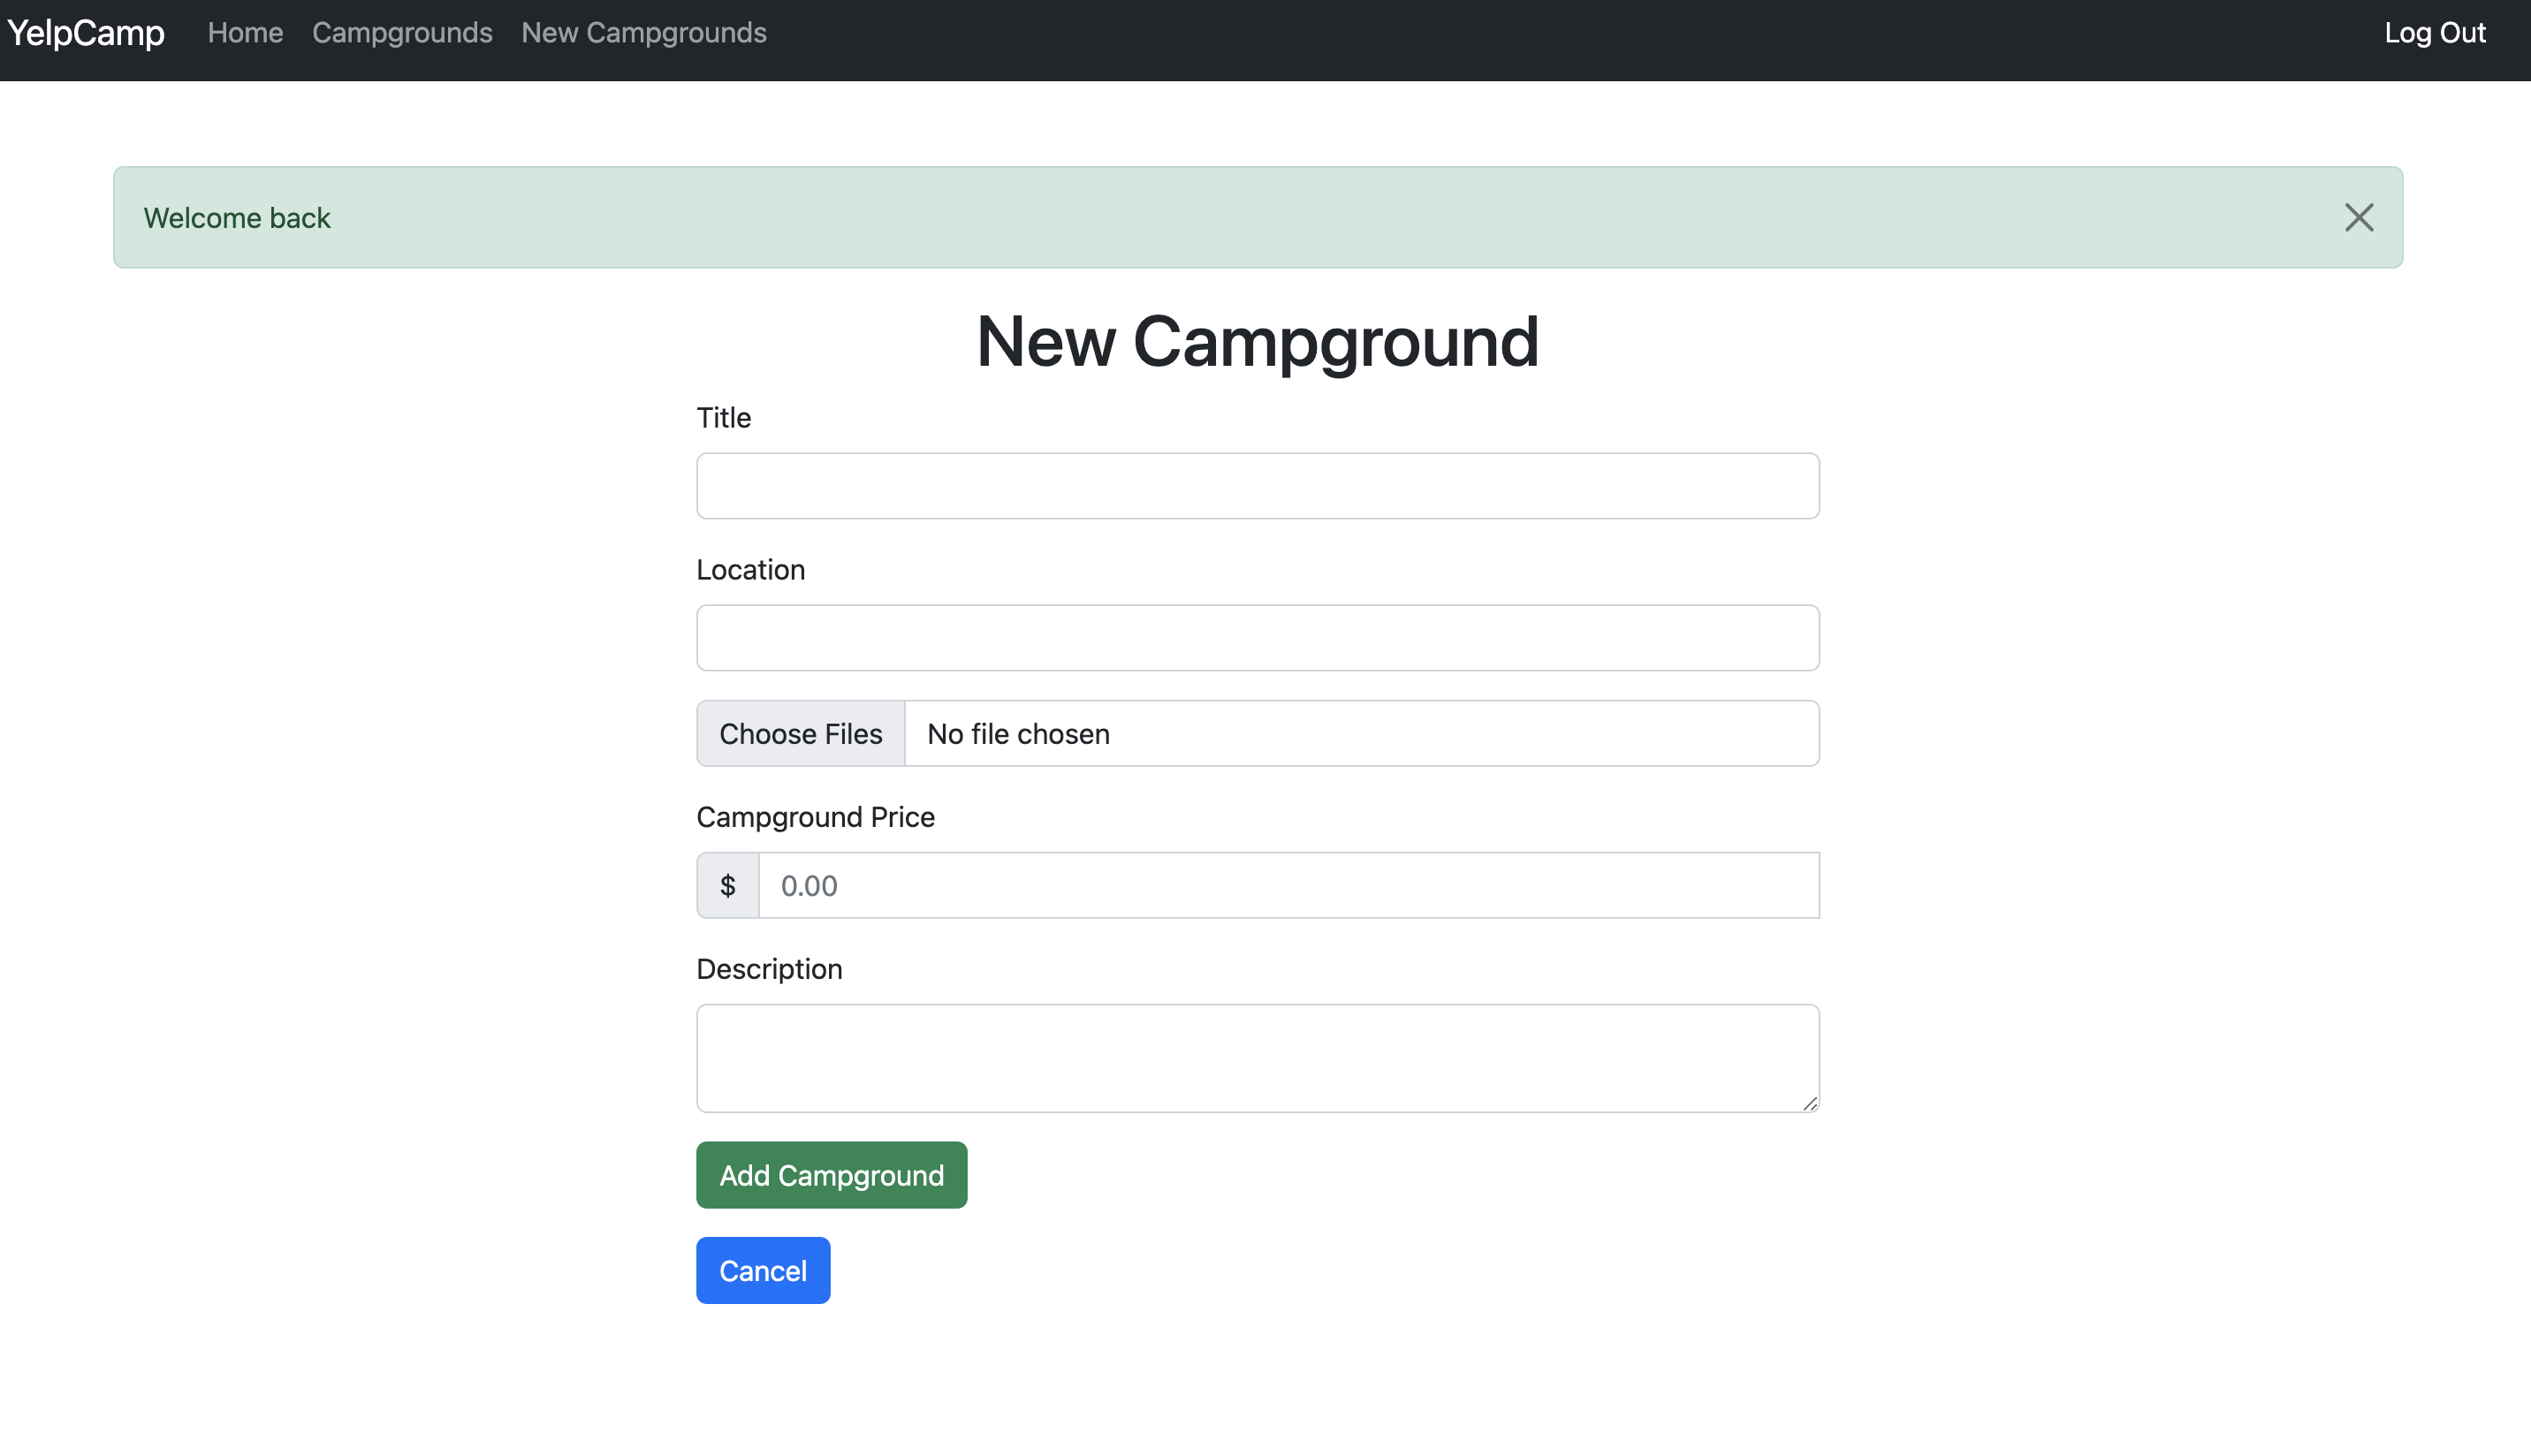 YelpCamp Home Campgrounds New Campgrounds Log Out
Welcome back
New Campground
Title
Location
Choose Files No file chosen
Campground Price
$ 0.00
Description
Add Campground
Cancel